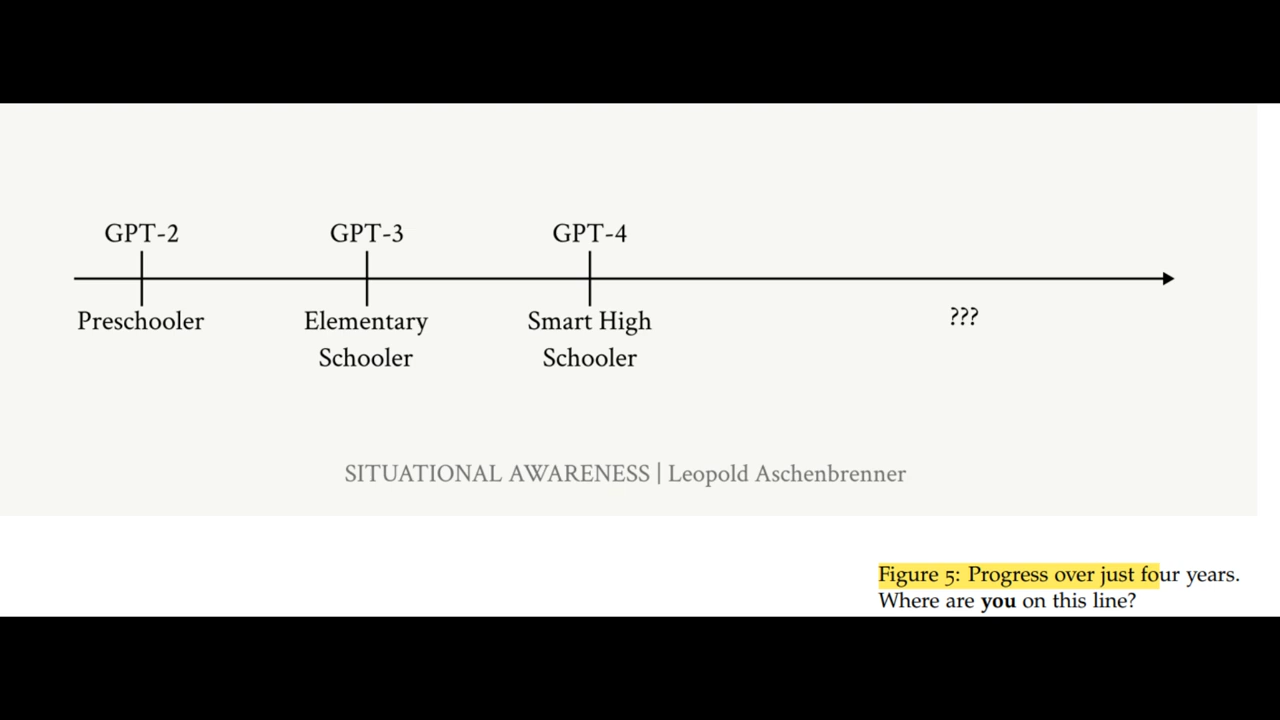 GPT-2 GPT-3 GPT-4
Preschooler Elementary Smart High ???
Schooler Schooler
SITUATIONAL AWARENESS | Leopold Aschenbrenner
Figure 5: Progress over just four years.
Where are you on this line?